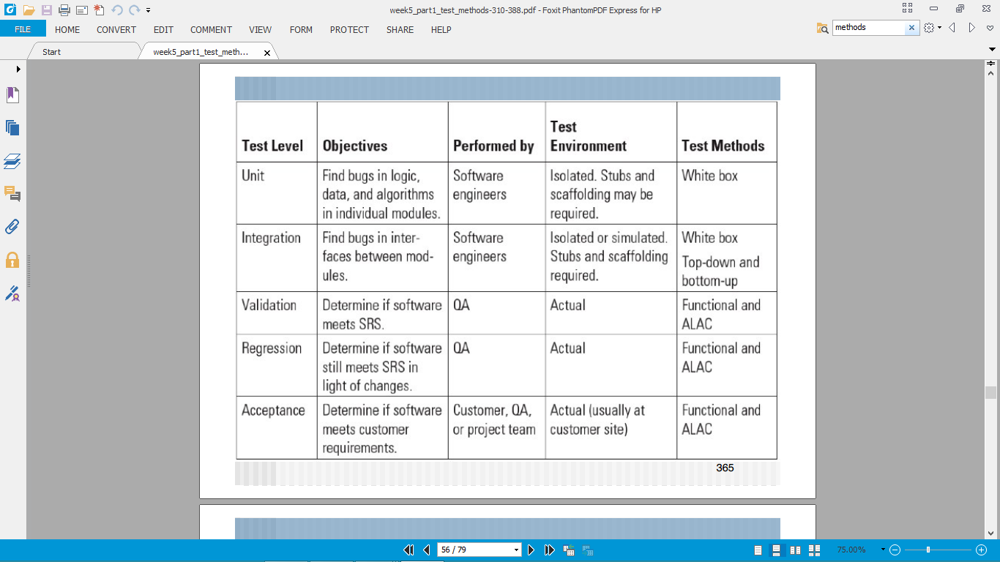 week5_part1_test_methods-310-388.pdf - Foxit PhantomPDF Express for HP
FILE HOME CONVERT EDIT COMMENT VIEW FORM PROTECT SHARE HELP
methods
Start
week5_part1_test_meth...
Test Level
Objectives
Performed by
Test
Environment
Test Methods
Unit
Find bugs in logic,
data, and algorithms
in individual modules.
Software
engineers
Isolated. Stubs and
scaffolding may be
required.
White box
Integration
Find bugs in inter-
faces between mod-
ules.
Software
engineers
Isolated or simulated.
Stubs and scaffolding
required.
White box
Top-down and
bottom-up
Validation
Determine if software
meets SRS.
QA
Actual
Functional and
ALAC
Regression
Determine if software
still meets SRS in
light of changes.
QA
Actual
Functional and
ALAC
Acceptance
Determine if software
meets customer
requirements.
Customer, QA,
or project team
Actual (usually at
customer site)
Functional and
ALAC
365
56 / 79
75.00%